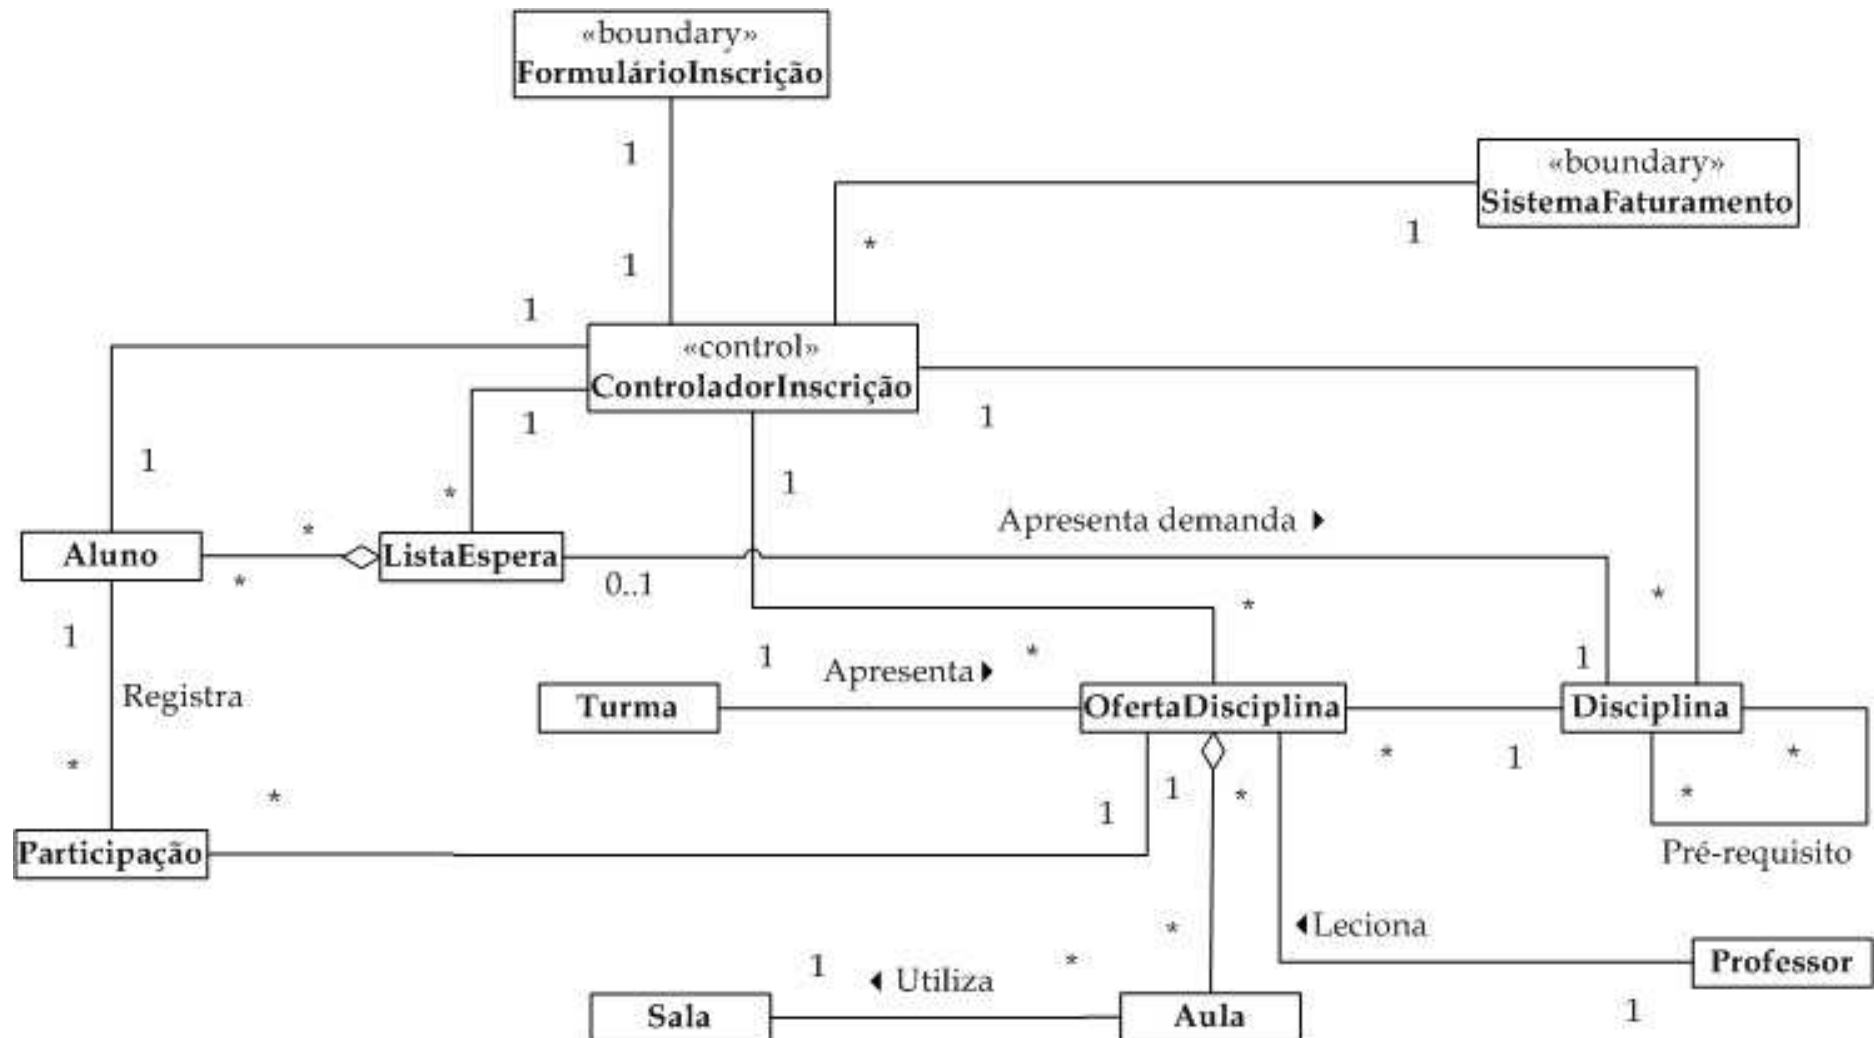 «boundary»
FormulárioInscrição
1
«boundary»
SistemaFaturamento
1
*
1
1
«control»
ControladorInscrição
1
1
1
1
*
Apresenta demanda
*
Aluno
ListaEspera
*
0..1
*
*
1
1
Apresenta
*
1
Registra
Turma
OfertaDisciplina
Disciplina
*
1
*
*
1
*
*
*
1
Participação
Pré-requisito
*
Leciona
1
*
Utiliza
Professor
Sala
Aula
1